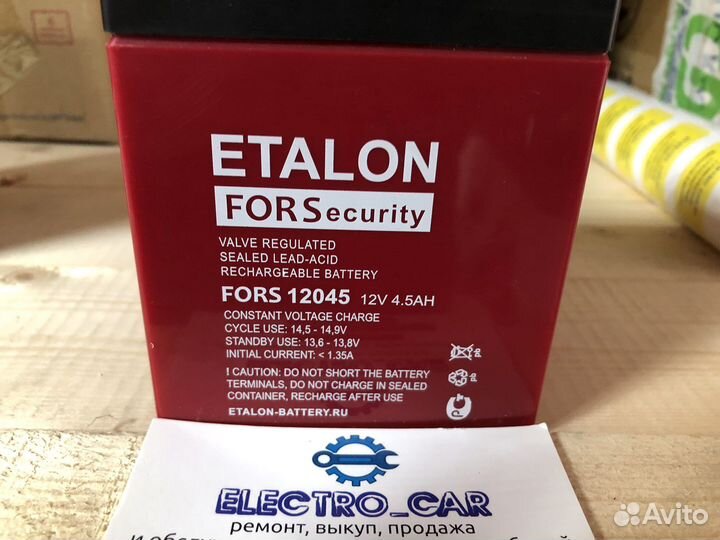 ETALON
FORSecurity
VALVE REGULATED
SEALED LEAD-ACID
RECHARGEABLE BATTERY
FORS 12045 12V 4.5AH
CONSTANT VOLTAGE CHARGE
CYCLE USE: 14,5 - 14,9V
STANDBY USE: 13,6 - 13,8V
INITIAL CURRENT: < 1.35A
! CAUTION: DO NOT SHORT THE BATTERY
TERMINALS, DO NOT CHARGE IN SEALED
CONTAINER, RECHARGE AFTER USE
ETALON-BATTERY.RU
ELECTRO_CAR
ремонт, выкуп, продажа
Avito